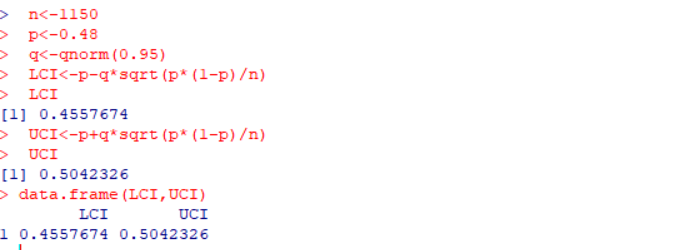 > n<-1150
> p<-0.48
> q<-qnorm(0.95)
> LCI<-p-q*sqrt(p*(1-p)/n)
> LCI
[1] 0.4557674
> UCI<-p+q*sqrt(p*(1-p)/n)
> UCI
[1] 0.5042326
> data.frame(LCI,UCI)
LCI UCI
1 0.4557674 0.5042326